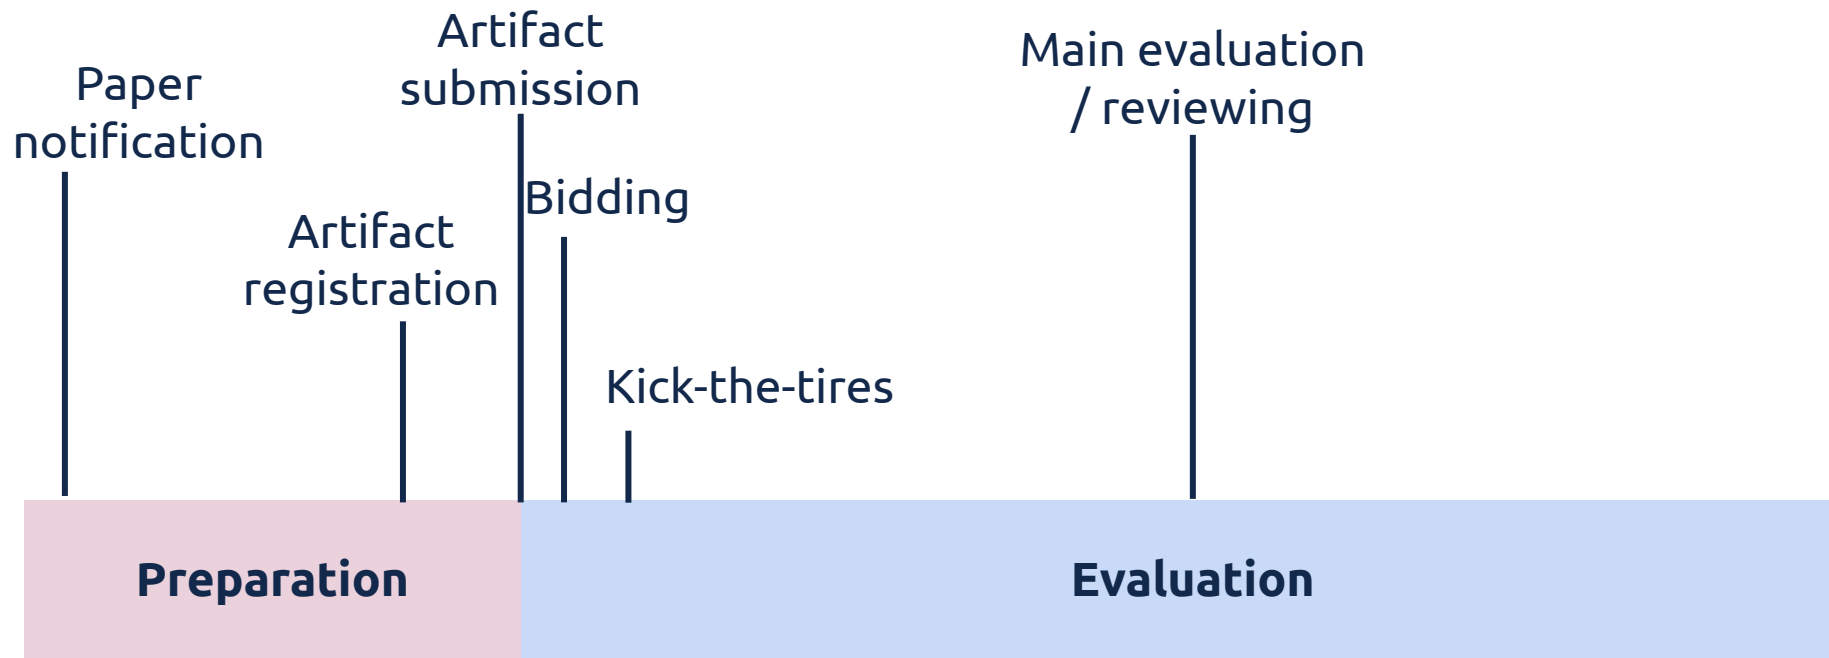 Paper
notification
Artifact
registration
Artifact
submission
Bidding
Kick-the-tires
Main evaluation
/ reviewing
Preparation
Evaluation